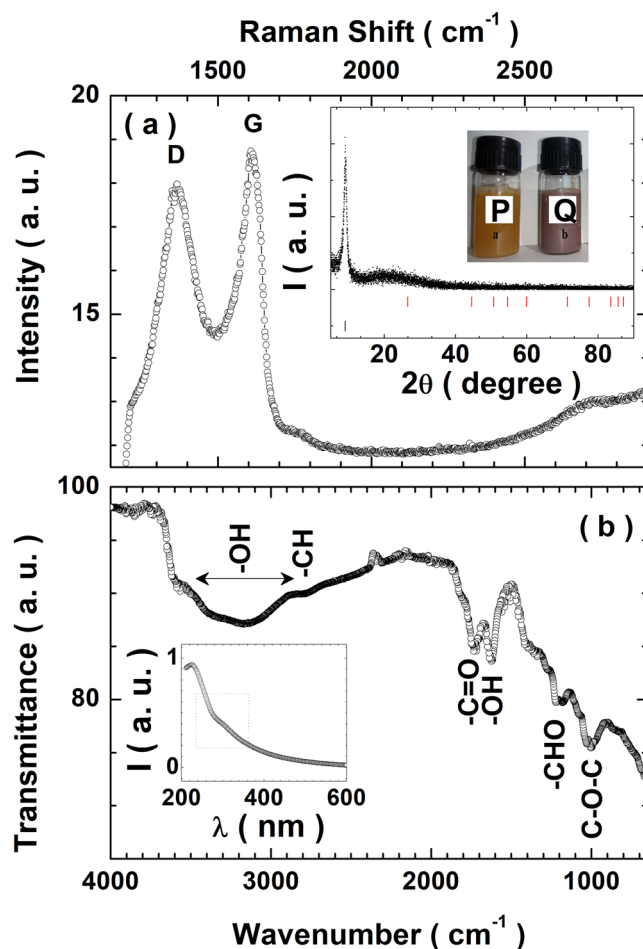 Raman Shift ( cm-1 )
1500 2000 2500
20
15
Intensity ( a. u. )
( a )
D
G
I ( a. u. )
P
a
Q
b
20 40 60 80
2θ ( degree )
100
80
Transmittance ( a. u. )
( b )
-OH
-CH
-C=O
-OH
-CHO
C-O-C
1
0
I ( a. u. )
200 400 600
λ ( nm )
4000 3000 2000 1000
Wavenumber ( cm-1 )